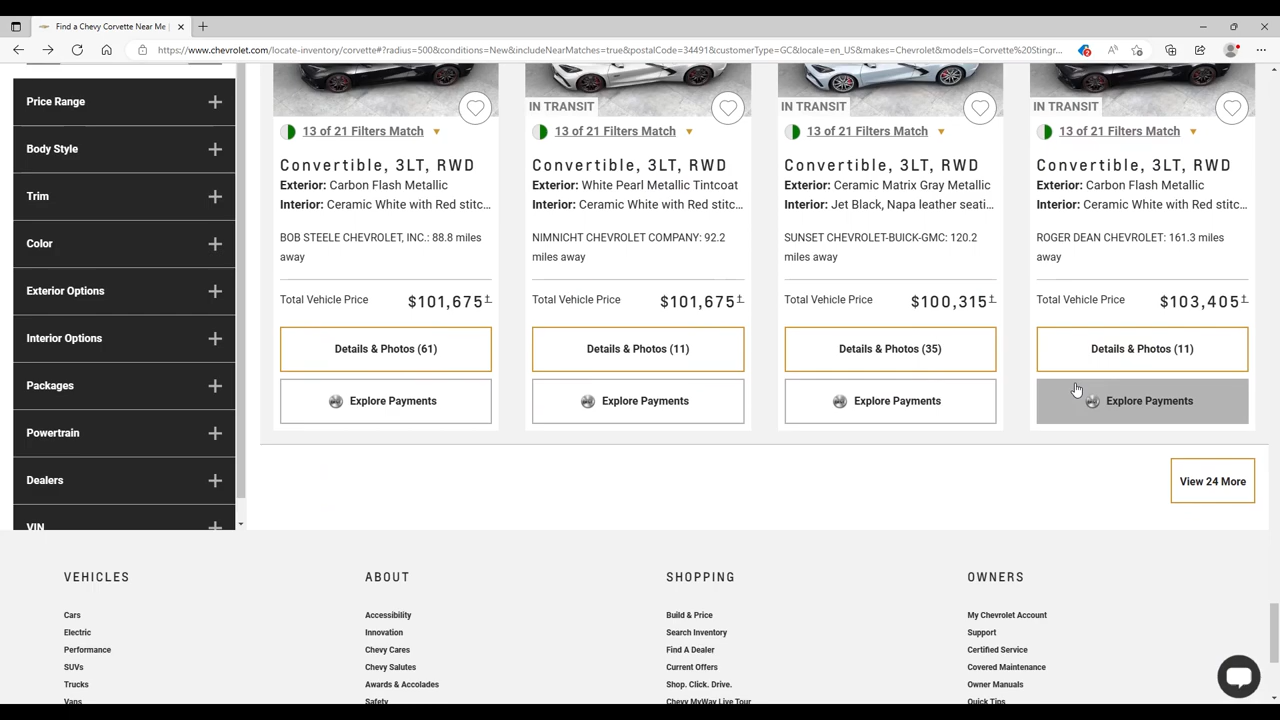 Find a Chevy Corvette Near Me |
https://www.chevrolet.com/locate-inventory/corvette#?radius=500&conditions=New&includeNearMatches=true&postalCode=34491&customerType=GC&locale=en_US&makes=Chevrolet&models=Corvette%20Stingr...
Price Range
Body Style
Trim
Color
Exterior Options
Interior Options
Packages
Powertrain
Dealers
VIN
13 of 21 Filters Match
Convertible, 3LT, RWD
Exterior: Carbon Flash Metallic
Interior: Ceramic White with Red stitc...
BOB STEELE CHEVROLET, INC.: 88.8 miles
away
Total Vehicle Price $101,675‡
Details & Photos (61)
Explore Payments
IN TRANSIT
13 of 21 Filters Match
Convertible, 3LT, RWD
Exterior: White Pearl Metallic Tintcoat
Interior: Ceramic White with Red stitc...
NIMNICHT CHEVROLET COMPANY: 92.2
miles away
Total Vehicle Price $101,675‡
Details & Photos (11)
Explore Payments
IN TRANSIT
13 of 21 Filters Match
Convertible, 3LT, RWD
Exterior: Ceramic Matrix Gray Metallic
Interior: Jet Black, Napa leather seati...
SUNSET CHEVROLET-BUICK-GMC: 120.2
miles away
Total Vehicle Price $100,315‡
Details & Photos (35)
Explore Payments
IN TRANSIT
13 of 21 Filters Match
Convertible, 3LT, RWD
Exterior: Carbon Flash Metallic
Interior: Ceramic White with Red stitc...
ROGER DEAN CHEVROLET: 161.3 miles
away
Total Vehicle Price $103,405‡
Details & Photos (11)
Explore Payments
View 24 More
VEHICLES
Cars
Electric
Performance
SUVs
Trucks
Vans
ABOUT
Accessibility
Innovation
Chevy Cares
Chevy Salutes
Awards & Accolades
Safety
SHOPPING
Build & Price
Search Inventory
Find A Dealer
Current Offers
Shop. Click. Drive.
Chevy MyWay Live Tour
OWNERS
My Chevrolet Account
Support
Certified Service
Covered Maintenance
Owner Manuals
Quick Tips